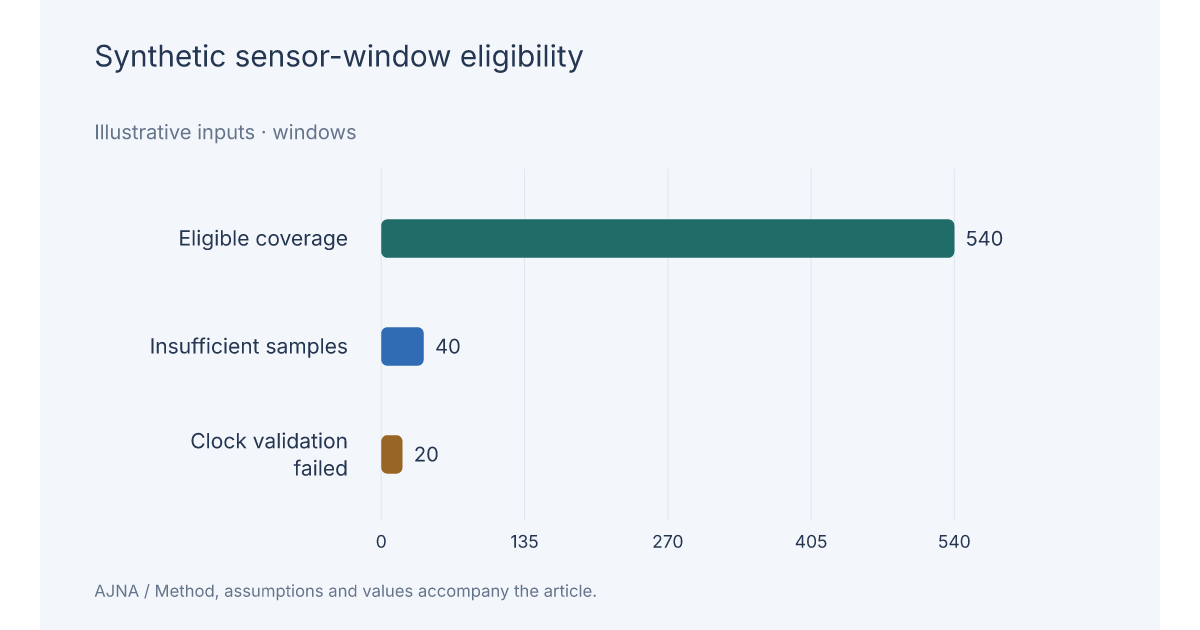 Synthetic sensor-window eligibility
Illustrative inputs · windows
Eligible coverage
540
Insufficient samples
40
Clock validation
failed
20
0
135
270
405
540
AJNA / Method, assumptions and values accompany the article.